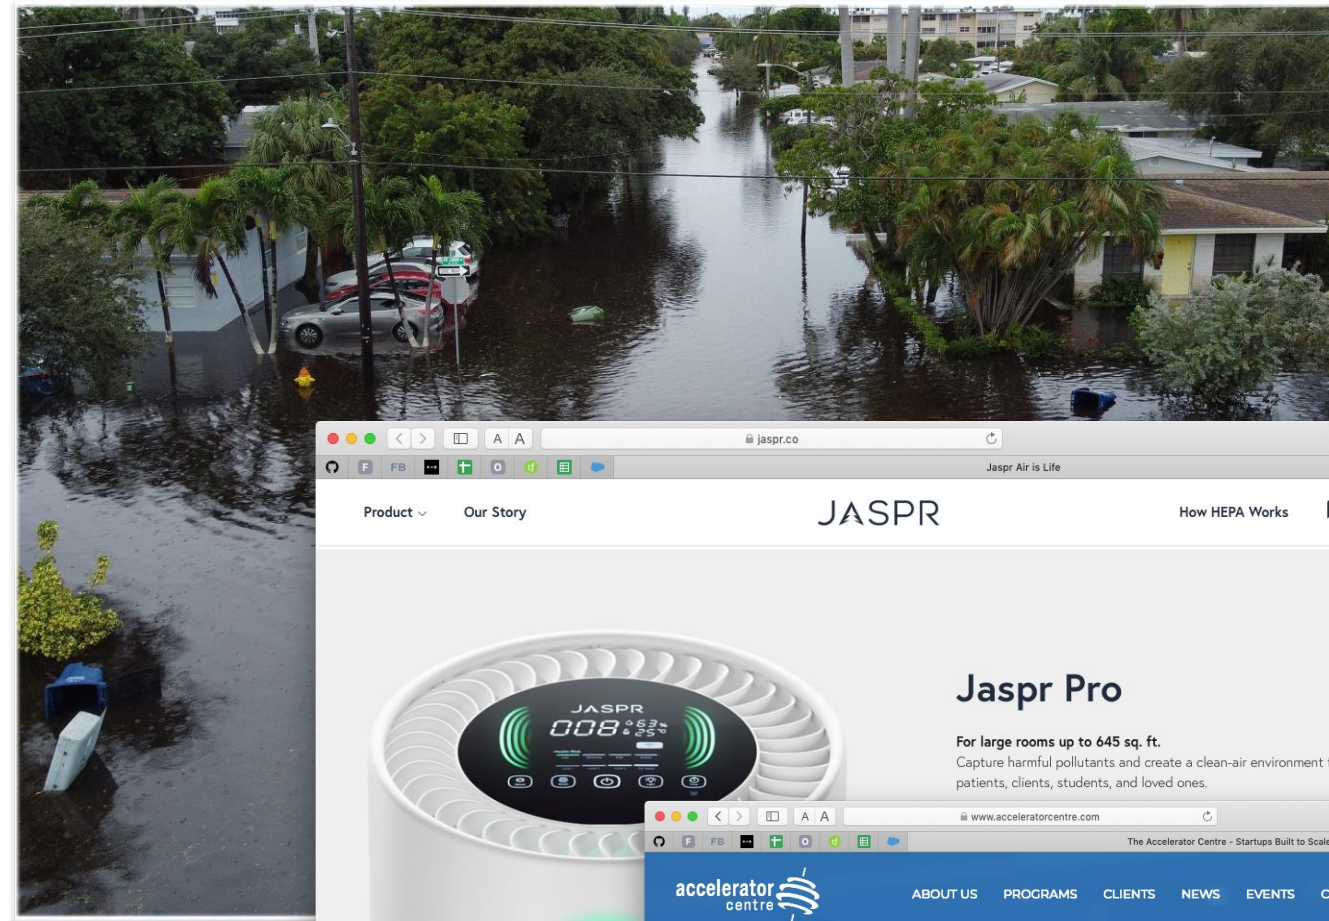 jaspr.co
FB
Jaspr Air is Life
Product
Our Story
JASPR
How HEPA Works
JASPR
008
63%
25°C
Jaspr Pro
For large rooms up to 645 sq. ft.
Capture harmful pollutants and create a clean-air environment
patients, clients, students, and loved ones.
www.acceleratorcentre.com
FB
The Accelerator Centre - Startups Built to Scale
accelerator
centre
ABOUT US
PROGRAMS
CLIENTS
NEWS
EVENTS